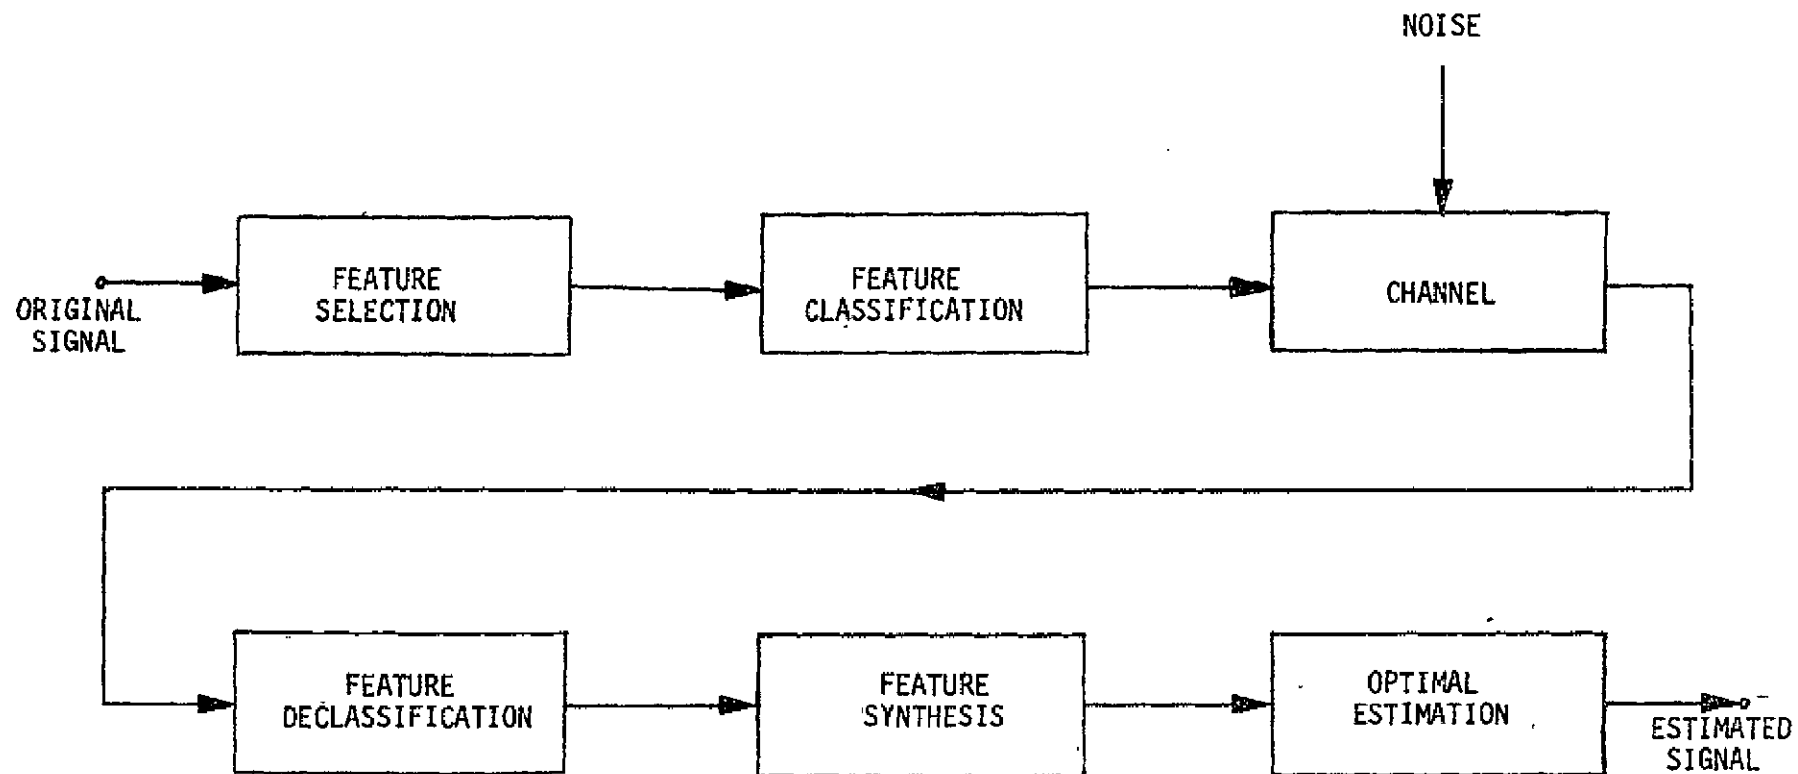 NOISE
ORIGINAL
SIGNAL
FEATURE
SELECTION
FEATURE
CLASSIFICATION
CHANNEL
FEATURE
DECLASSIFICATION
FEATURE
SYNTHESIS
OPTIMAL
ESTIMATION
ESTIMATED
SIGNAL